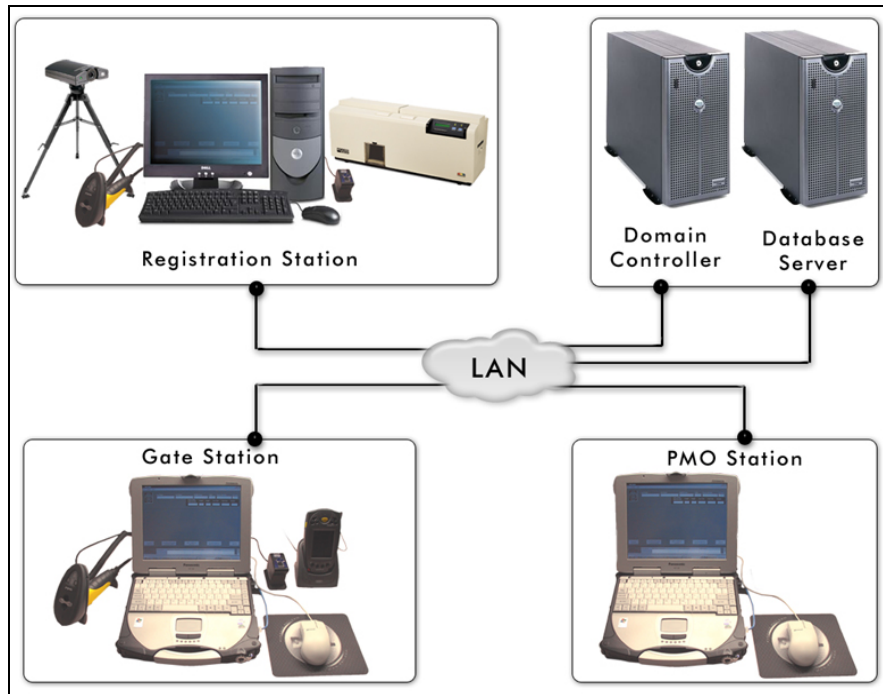 Registration Station
Domain
Controller
Database
Server
LAN
Gate Station
PMO Station